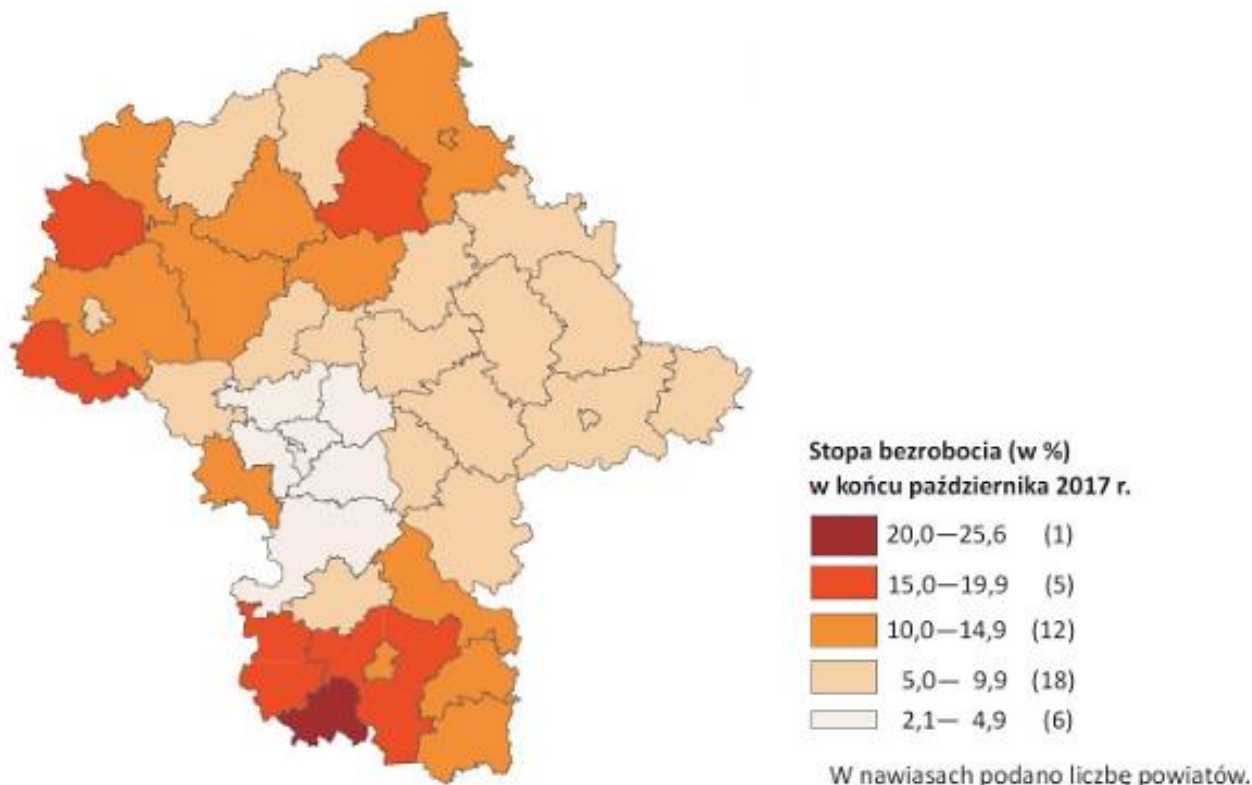 Stopa bezrobocia (w %)
w końcu października 2017 r.
20,0—25,6 (1)
15,0—19,9 (5)
10,0—14,9 (12)
5,0— 9,9 (18)
2,1— 4,9 (6)
W nawiasach podano liczbę powiatów.